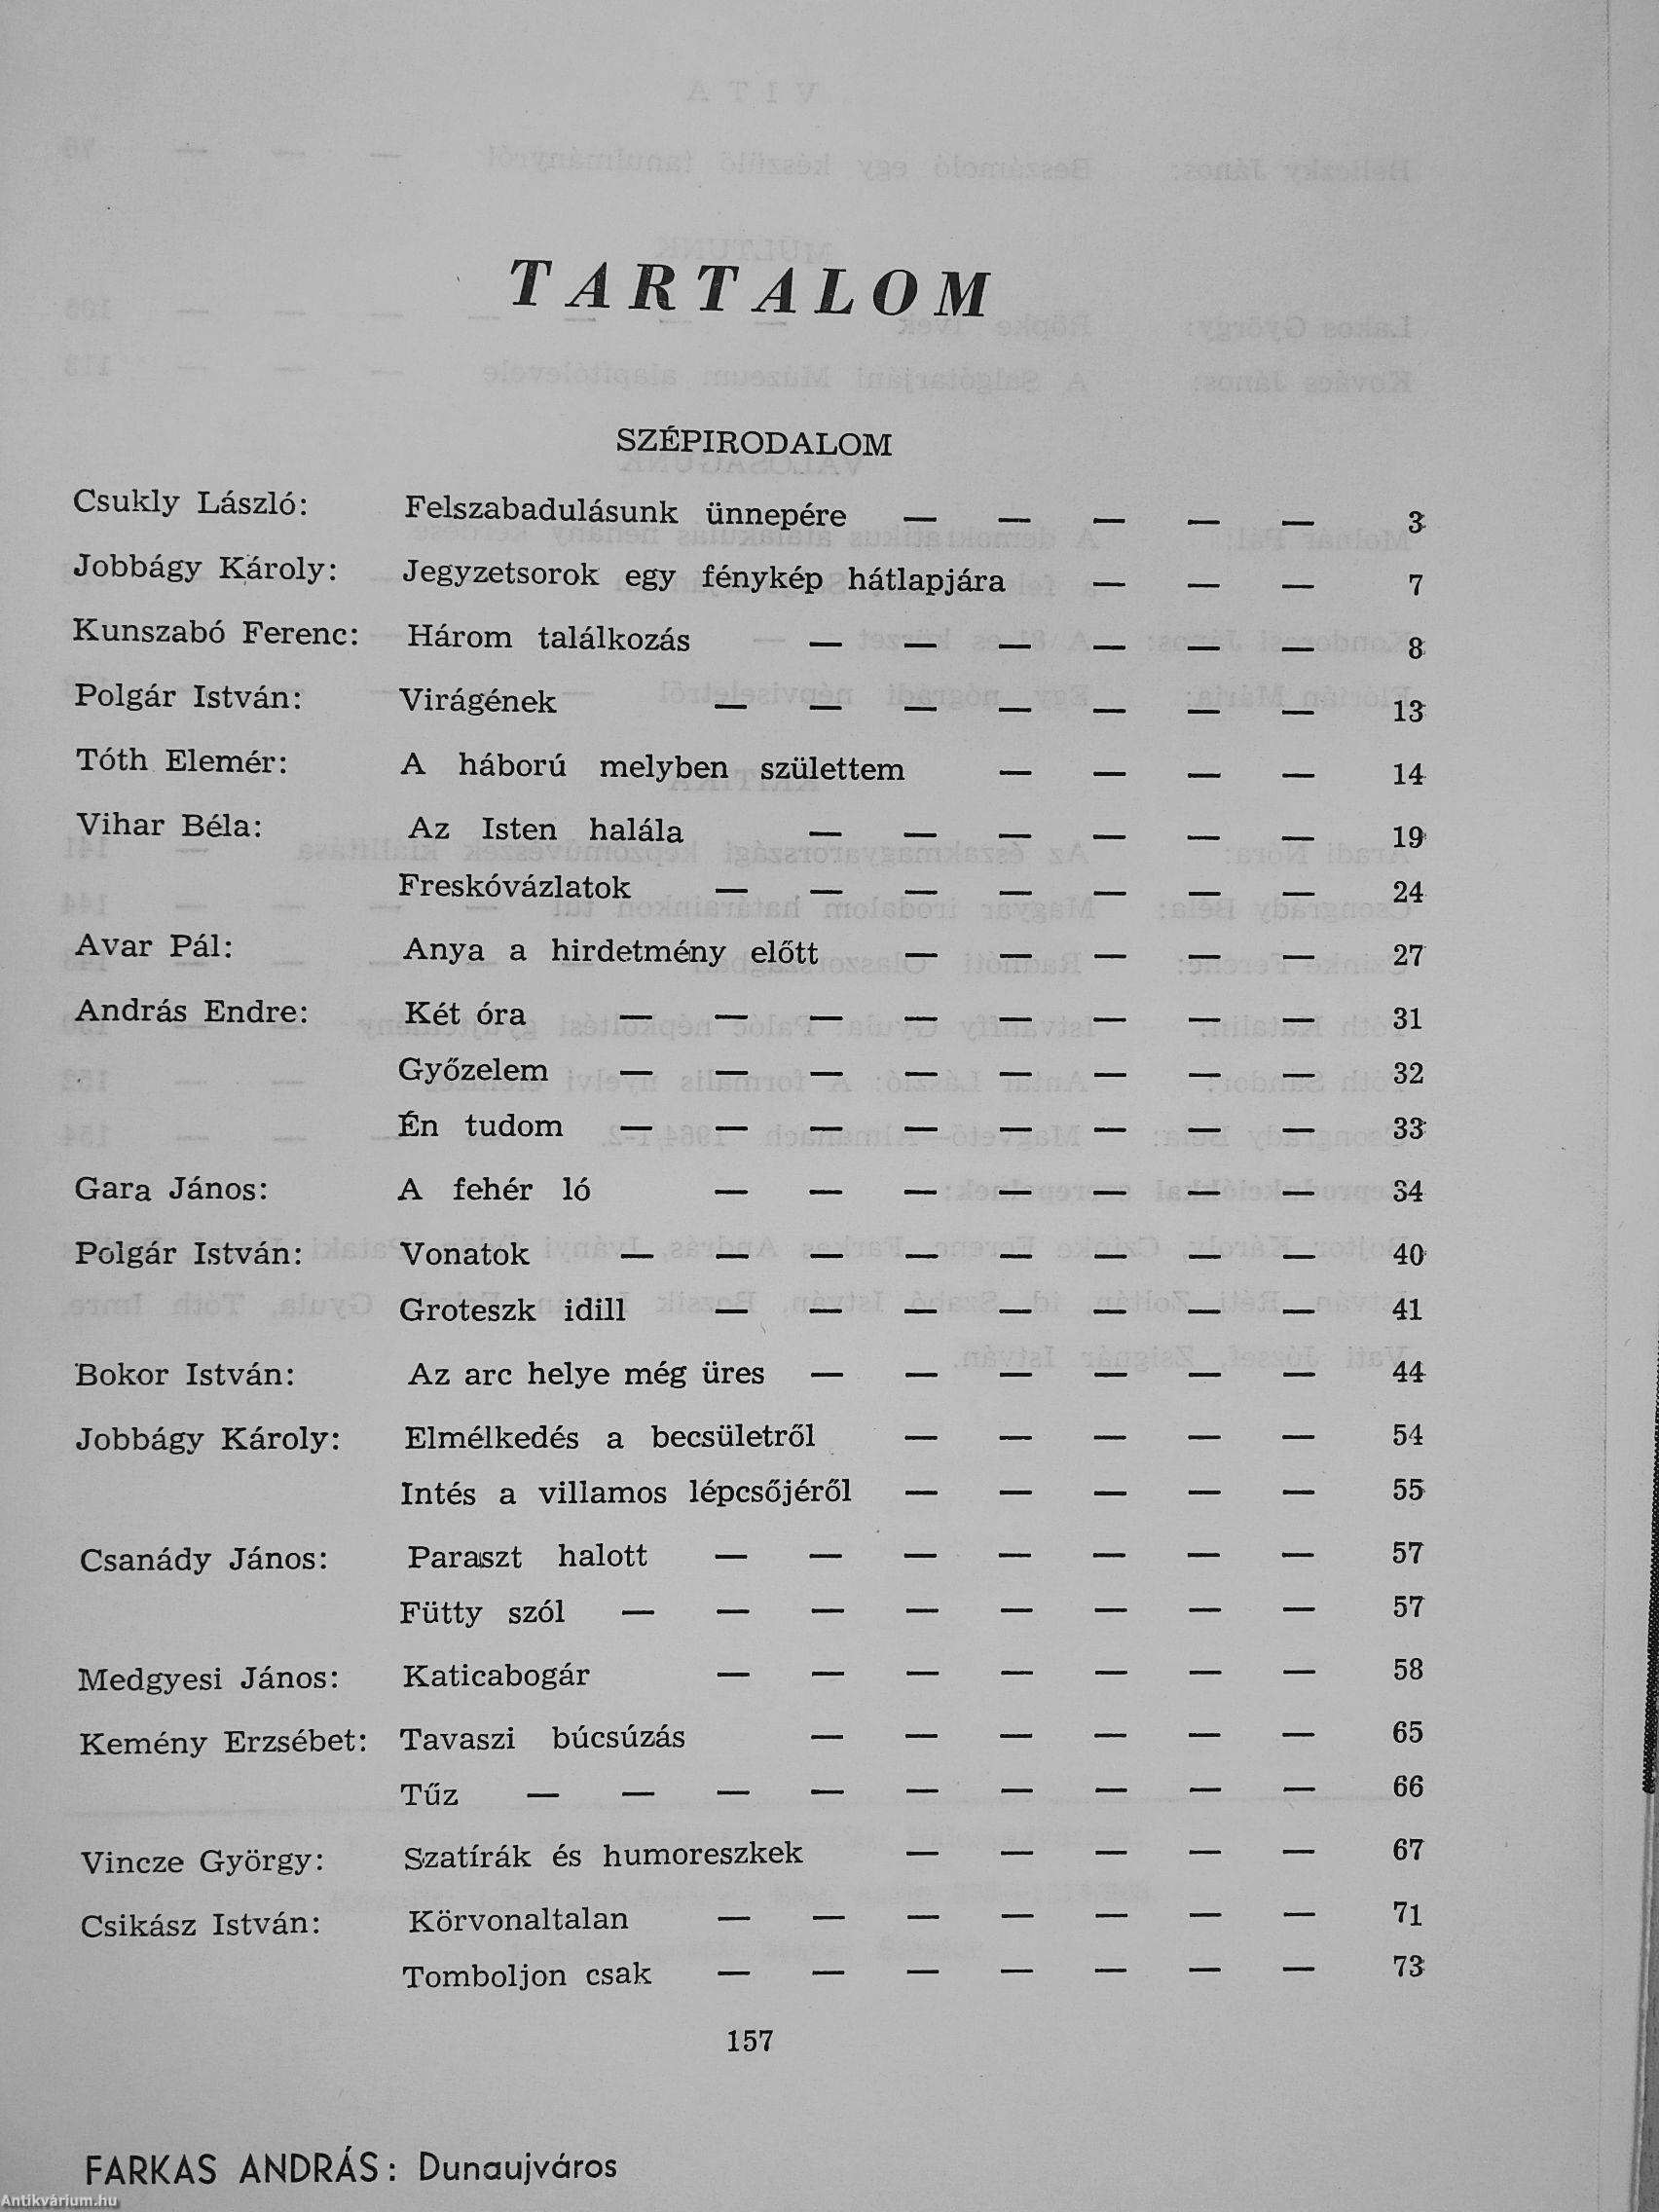 TARTALOM
SZÉPIRODALOM
Csukly László: Felszabadulásunk ünnepére — — — — — 3
Jobbágy Károly: Jegyzetsorok egy fénykép hátlapjára — — — 7
Kunszabó Ferenc: Három találkozás — — — — — — 8
Polgár István: Virágének — — — — — — — 13
Tóth Elemér: A háború melyben születtem — — — — 14
Vihar Béla: Az Isten halála — — — — — — 19
Freskóvázlatok — — — — — — — 24
Avar Pál: Anya a hirdetmény előtt — — — — — 27
András Endre: Két óra — — — — — — — — 31
Győzelem — — — — — — — — 32
Én tudom — — — — — — — — 33
Gara János: A fehér ló — — — — — — — 34
Polgár István: Vonatok — — — — — — — — 40
Groteszk idill — — — — — — — 41
Bokor István: Az arc helye még üres — — — — — — 44
Jobbágy Károly: Elmélkedés a becsületről — — — — — 54
Intés a villamos lépcsőjéről — — — — — 55
Csanády János: Paraszt halott — — — — — — — 57
Fütty szól — — — — — — — — 57
Medgyesi János: Katicabogár — — — — — — — 58
Kemény Erzsébet: Tavaszi búcsúzás — — — — — — 65
Tűz — — — — — — — — — 66
Vincze György: Szatírák és humoreszkek — — — — — 67
Csikász István: Körvonaltalan — — — — — — — 71
Tomboljon csak — — — — — — — 73
157
FARKAS ANDRÁS: Dunaujváros
Antikvárium.hu